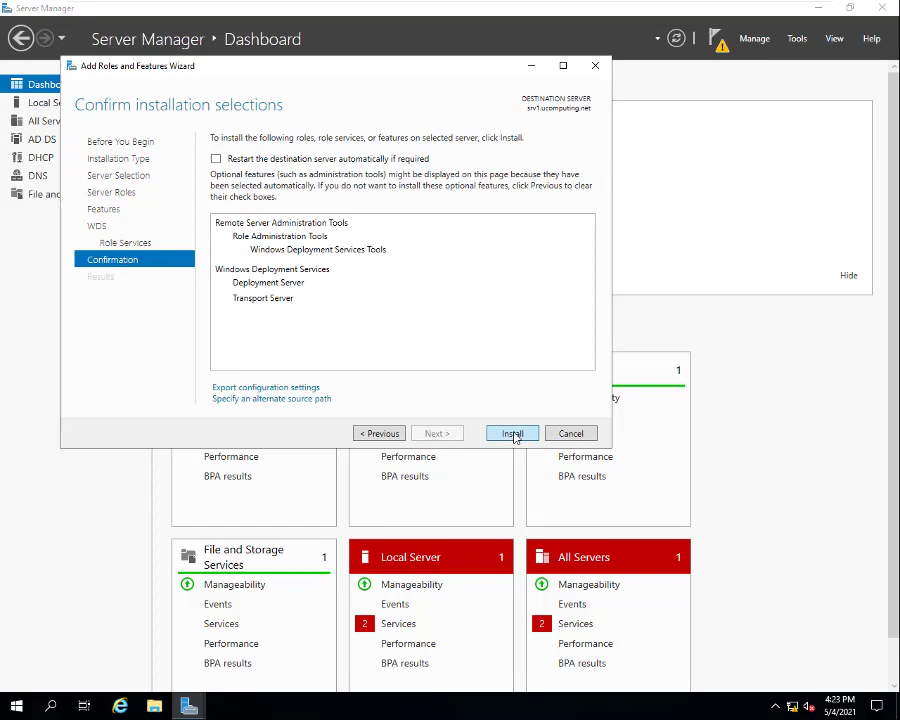 Server Manager
Server Manager • Dashboard
Manage
Tools
View
Help
Dashbo
Local Se
All Serv
AD DS
DHCP
DNS
File and
Add Roles and Features Wizard
Confirm installation selections
DESTINATION SERVER
srv1.ucomputing.net
Before You Begin
Installation Type
Server Selection
Server Roles
Features
WDS
Role Services
Confirmation
Results
To install the following roles, role services, or features on selected server, click Install.
Restart the destination server automatically if required
Optional features (such as administration tools) might be displayed on this page because they have
been selected automatically. If you do not want to install these optional features, click Previous to clear
their check boxes.
Remote Server Administration Tools
Role Administration Tools
Windows Deployment Services Tools
Windows Deployment Services
Deployment Server
Transport Server
Export configuration settings
Specify an alternate source path
< Previous
Next >
Install
Cancel
Hide
1
ty
Performance
BPA results
Performance
BPA results
Performance
BPA results
File and Storage
Services
1
Manageability
Events
Services
Performance
BPA results
Local Server
1
Manageability
Events
2
Services
Performance
BPA results
All Servers
1
Manageability
Events
2
Services
Performance
BPA results
4:23 PM
5/4/2021